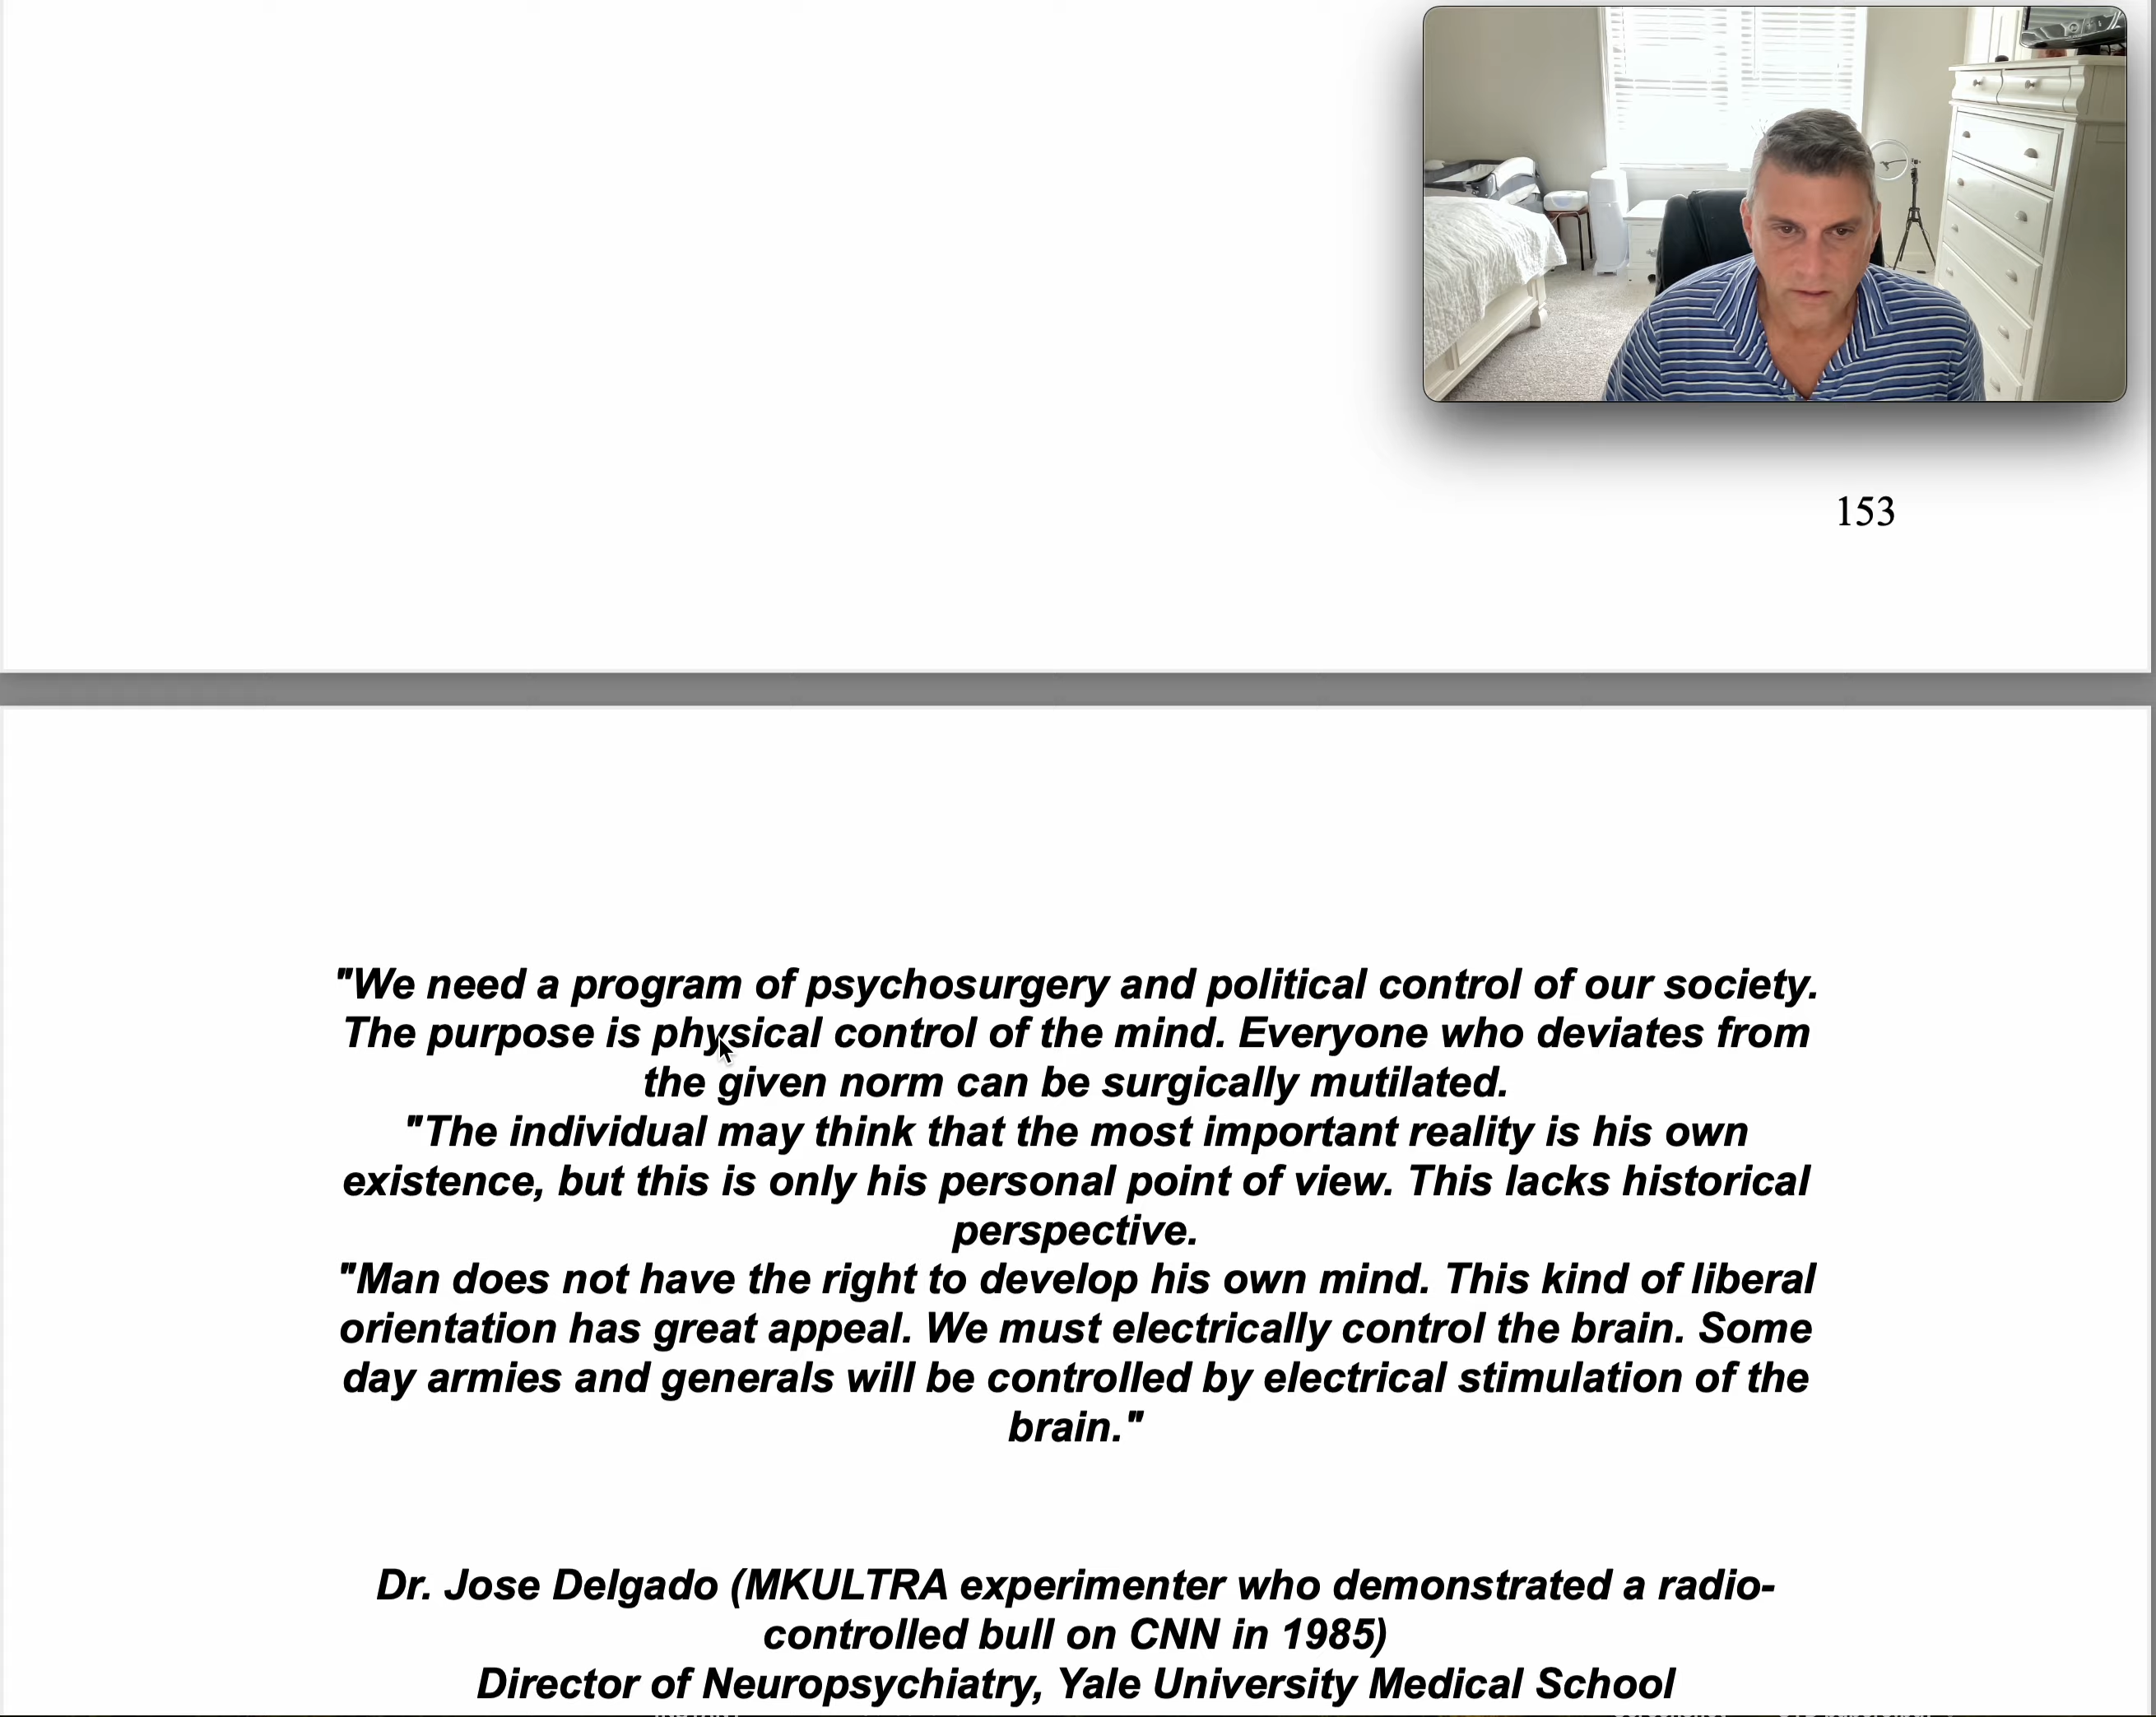 153
"We need a program of psychosurgery and political control of our society.
The purpose is physical control of the mind. Everyone who deviates from
the given norm can be surgically mutilated.
"The individual may think that the most important reality is his own
existence, but this is only his personal point of view. This lacks historical
perspective.
"Man does not have the right to develop his own mind. This kind of liberal
orientation has great appeal. We must electrically control the brain. Some
day armies and generals will be controlled by electrical stimulation of the
brain."
Dr. Jose Delgado (MKULTRA experimenter who demonstrated a radio-
controlled bull on CNN in 1985)
Director of Neuropsychiatry, Yale University Medical School